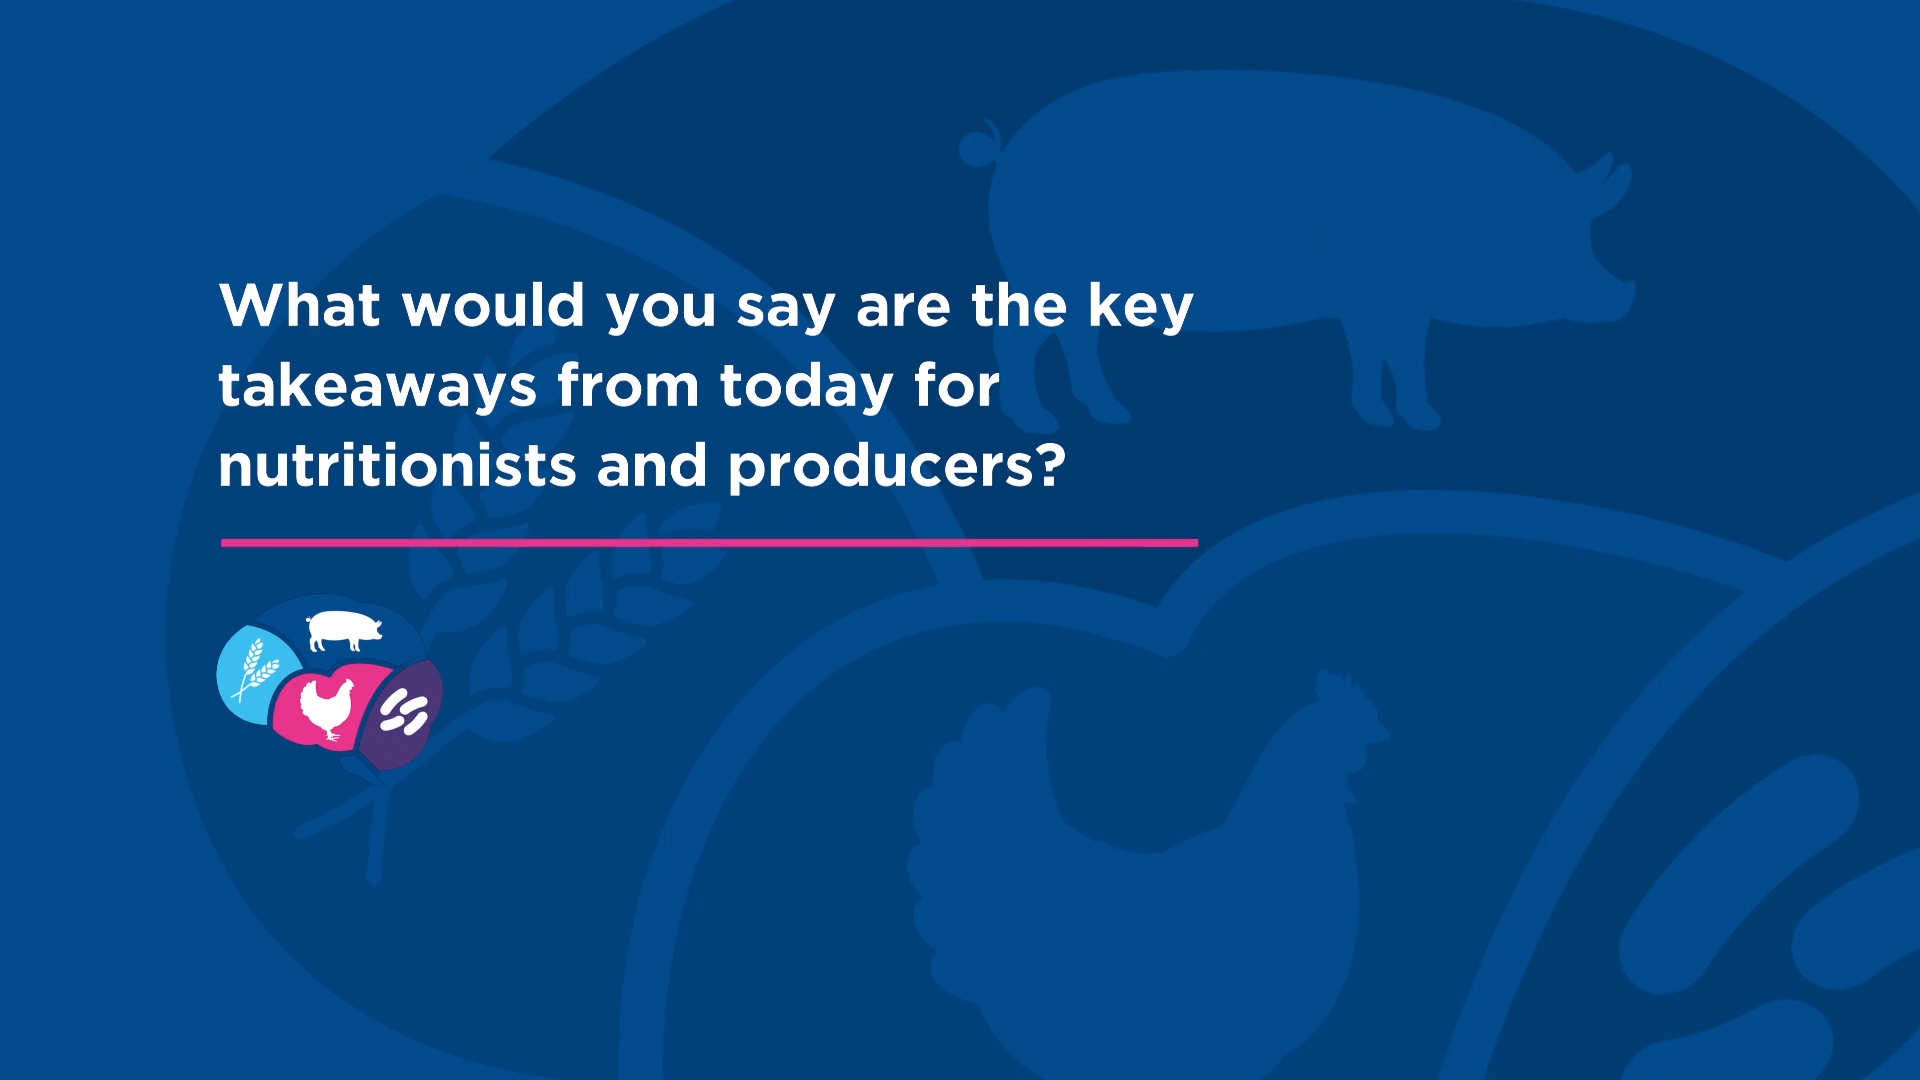 What would you say are the key
takeaways from today for
nutritionists and producers?